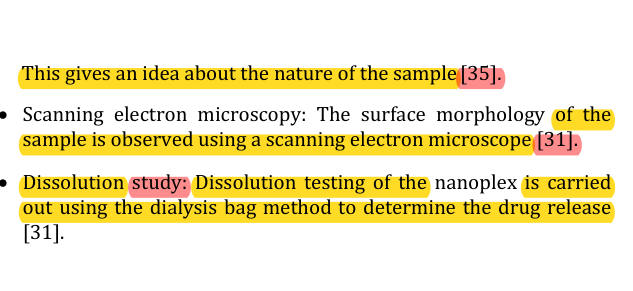 This gives an idea about the nature of the sample [35].
• Scanning electron microscopy: The surface morphology of the
sample is observed using a scanning electron microscope [31].
• Dissolution study: Dissolution testing of the nanoplex is carried
out using the dialysis bag method to determine the drug release
[31].